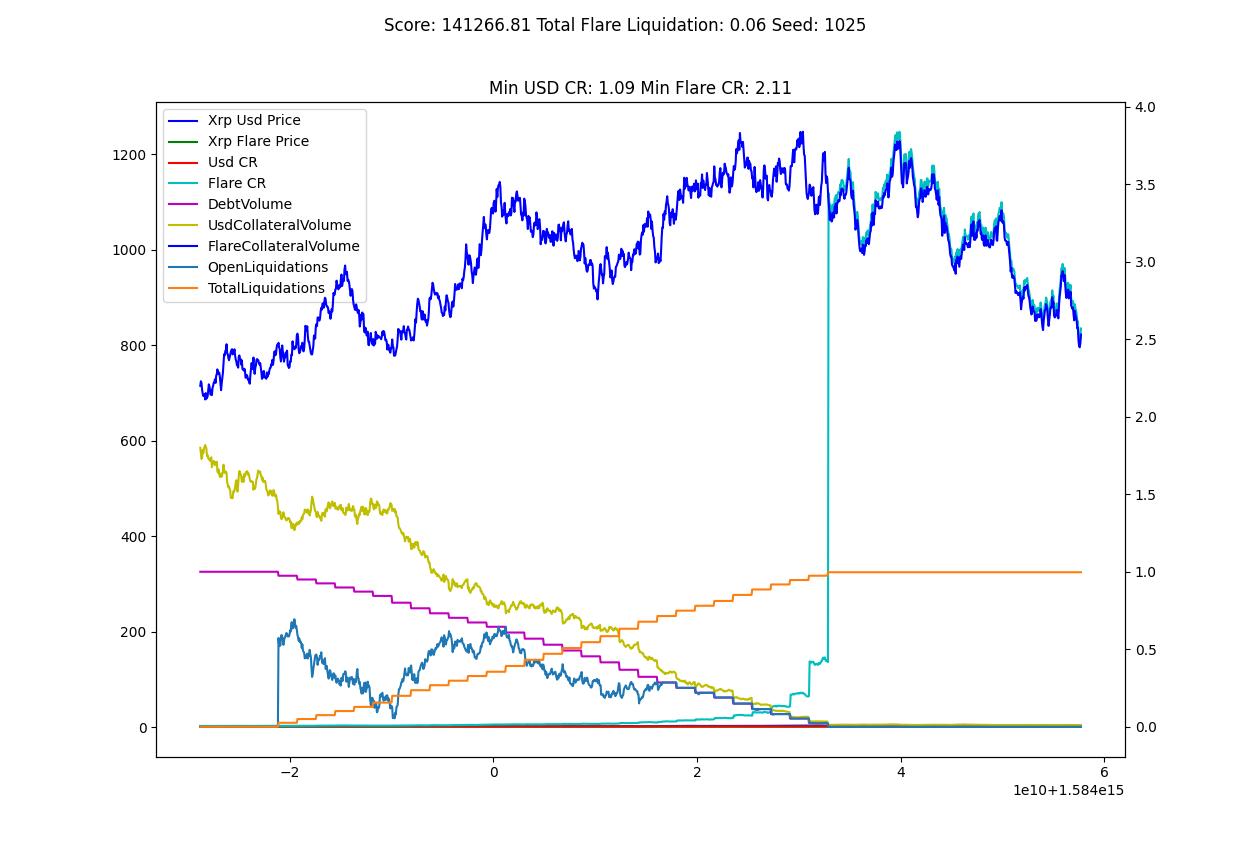 Score: 141266.81 Total Flare Liquidation: 0.06 Seed: 1025
Min USD CR: 1.09 Min Flare CR: 2.11
Xrp Usd Price
Xrp Flare Price
Usd CR
Flare CR
DebtVolume
UsdCollateralVolume
FlareCollateralVolume
OpenLiquidations
TotalLiquidations
1200
1000
800
600
400
200
0
4.0
3.5
3.0
2.5
2.0
1.5
1.0
0.5
0.0
−2
0
2
4
6
1e10+1.584e15